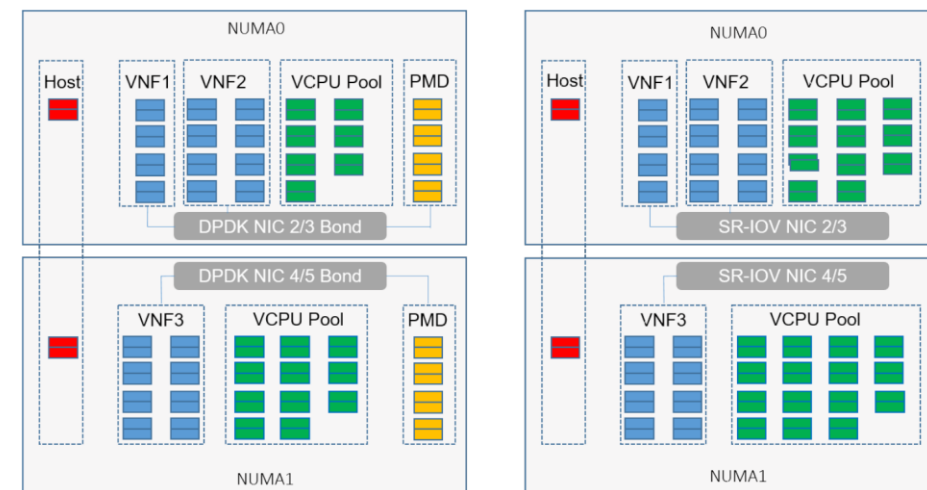 NUMA0
Host VNF1 VNF2 VCPU Pool PMD
DPDK NIC 2/3 Bond
DPDK NIC 4/5 Bond
VNF3 VCPU Pool PMD
NUMA1
NUMA0
Host VNF1 VNF2 VCPU Pool
SR-IOV NIC 2/3
SR-IOV NIC 4/5
VNF3 VCPU Pool
NUMA1